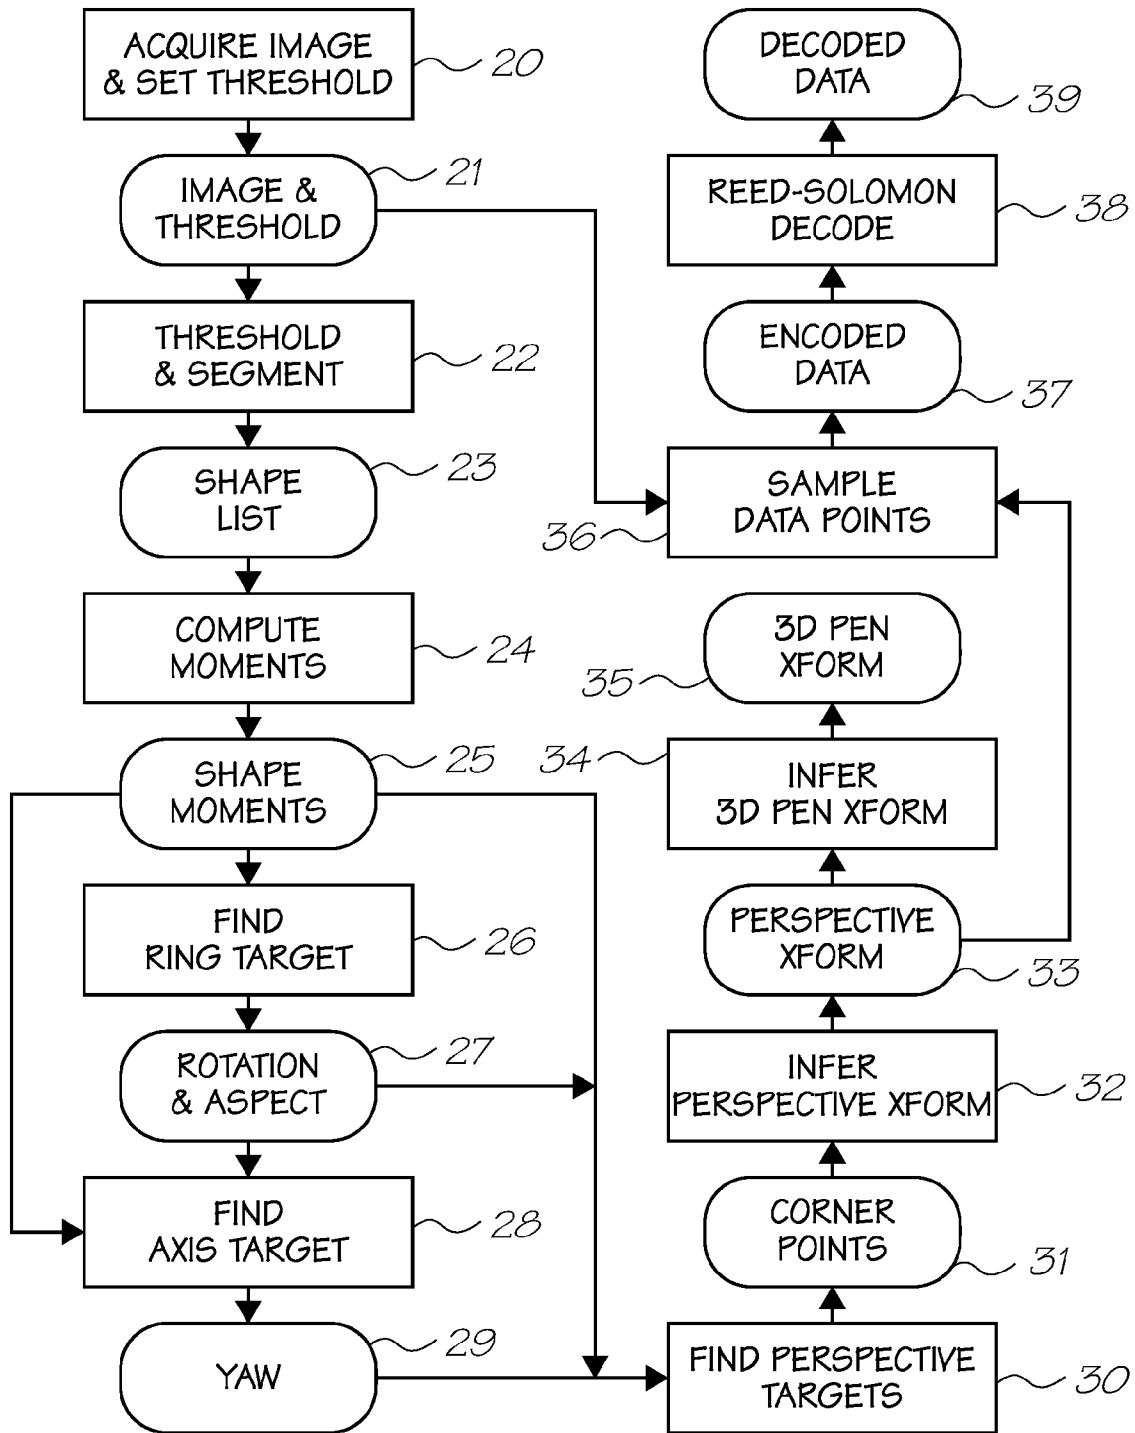 ACQUIRE IMAGE
& SET THRESHOLD
20
IMAGE &
THRESHOLD
21
THRESHOLD
& SEGMENT
22
SHAPE
LIST
23
COMPUTE
MOMENTS
24
SHAPE
MOMENTS
25
FIND
RING TARGET
26
ROTATION
& ASPECT
27
FIND
AXIS TARGET
28
YAW
29
DECODED
DATA
39
REED-SOLOMON
DECODE
38
ENCODED
DATA
37
SAMPLE
DATA POINTS
36
3D PEN
XFORM
35
34
INFER
3D PEN XFORM
PERSPECTIVE
XFORM
33
INFER
PERSPECTIVE XFORM
32
CORNER
POINTS
31
FIND PERSPECTIVE
TARGETS
30